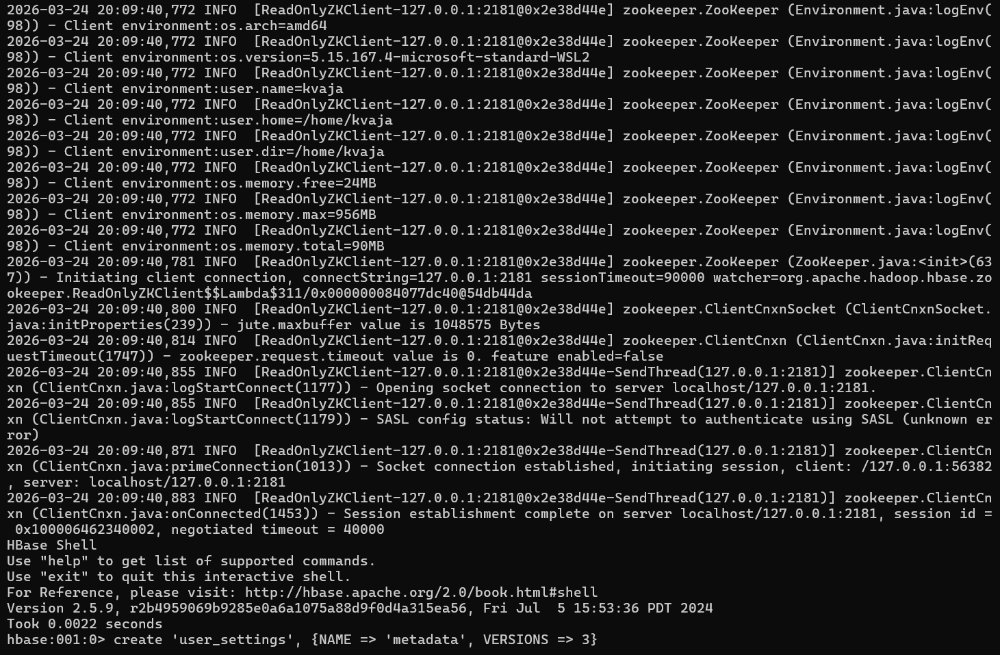 2026-03-24 20:09:40,772 INFO  [ReadOnlyZKClient-127.0.0.1:2181@0x2e38d44e] zookeeper.ZooKeeper (Environment.java:logEnv(
98)) - Client environment:os.arch=amd64
2026-03-24 20:09:40,772 INFO  [ReadOnlyZKClient-127.0.0.1:2181@0x2e38d44e] zookeeper.ZooKeeper (Environment.java:logEnv(
98)) - Client environment:os.version=5.15.167.4-microsoft-standard-WSL2
2026-03-24 20:09:40,772 INFO  [ReadOnlyZKClient-127.0.0.1:2181@0x2e38d44e] zookeeper.ZooKeeper (Environment.java:logEnv(
98)) - Client environment:user.name=kvaja
2026-03-24 20:09:40,772 INFO  [ReadOnlyZKClient-127.0.0.1:2181@0x2e38d44e] zookeeper.ZooKeeper (Environment.java:logEnv(
98)) - Client environment:user.home=/home/kvaja
2026-03-24 20:09:40,772 INFO  [ReadOnlyZKClient-127.0.0.1:2181@0x2e38d44e] zookeeper.ZooKeeper (Environment.java:logEnv(
98)) - Client environment:user.dir=/home/kvaja
2026-03-24 20:09:40,772 INFO  [ReadOnlyZKClient-127.0.0.1:2181@0x2e38d44e] zookeeper.ZooKeeper (Environment.java:logEnv(
98)) - Client environment:os.memory.free=24MB
2026-03-24 20:09:40,772 INFO  [ReadOnlyZKClient-127.0.0.1:2181@0x2e38d44e] zookeeper.ZooKeeper (Environment.java:logEnv(
98)) - Client environment:os.memory.max=956MB
2026-03-24 20:09:40,772 INFO  [ReadOnlyZKClient-127.0.0.1:2181@0x2e38d44e] zookeeper.ZooKeeper (Environment.java:logEnv(
98)) - Client environment:os.memory.total=90MB
2026-03-24 20:09:40,781 INFO  [ReadOnlyZKClient-127.0.0.1:2181@0x2e38d44e] zookeeper.ZooKeeper (ZooKeeper.java:<init>(63
7)) - Initiating client connection, connectString=127.0.0.1:2181 sessionTimeout=90000 watcher=org.apache.hadoop.hbase.zo
okeeper.ReadOnlyZKClient$$Lambda$311/0x000000084077dc40@54db44da
2026-03-24 20:09:40,800 INFO  [ReadOnlyZKClient-127.0.0.1:2181@0x2e38d44e] zookeeper.ClientCnxnSocket (ClientCnxnSocket.
java:initProperties(239)) - jute.maxbuffer value is 1048575 Bytes
2026-03-24 20:09:40,814 INFO  [ReadOnlyZKClient-127.0.0.1:2181@0x2e38d44e] zookeeper.ClientCnxn (ClientCnxn.java:initReq
uestTimeout(1747)) - zookeeper.request.timeout value is 0. feature enabled=false
2026-03-24 20:09:40,855 INFO  [ReadOnlyZKClient-127.0.0.1:2181@0x2e38d44e-SendThread(127.0.0.1:2181)] zookeeper.ClientCn
xn (ClientCnxn.java:logStartConnect(1177)) - Opening socket connection to server localhost/127.0.0.1:2181.
2026-03-24 20:09:40,855 INFO  [ReadOnlyZKClient-127.0.0.1:2181@0x2e38d44e-SendThread(127.0.0.1:2181)] zookeeper.ClientCn
xn (ClientCnxn.java:logStartConnect(1179)) - SASL config status: Will not attempt to authenticate using SASL (unknown er
ror)
2026-03-24 20:09:40,871 INFO  [ReadOnlyZKClient-127.0.0.1:2181@0x2e38d44e-SendThread(127.0.0.1:2181)] zookeeper.ClientCn
xn (ClientCnxn.java:primeConnection(1013)) - Socket connection established, initiating session, client: /127.0.0.1:56382
, server: localhost/127.0.0.1:2181
2026-03-24 20:09:40,883 INFO  [ReadOnlyZKClient-127.0.0.1:2181@0x2e38d44e-SendThread(127.0.0.1:2181)] zookeeper.ClientCn
xn (ClientCnxn.java:onConnected(1453)) - Session establishment complete on server localhost/127.0.0.1:2181, session id =
 0x100006462340002, negotiated timeout = 40000
HBase Shell
Use "help" to get list of supported commands.
Use "exit" to quit this interactive shell.
For Reference, please visit: http://hbase.apache.org/2.0/book.html#shell
Version 2.5.9, r2b4959069b9285e0a6a1075a88d9f0d4a315ea56, Fri Jul  5 15:53:36 PDT 2024
Took 0.0022 seconds
hbase:001:0> create 'user_settings', {NAME => 'metadata', VERSIONS => 3}